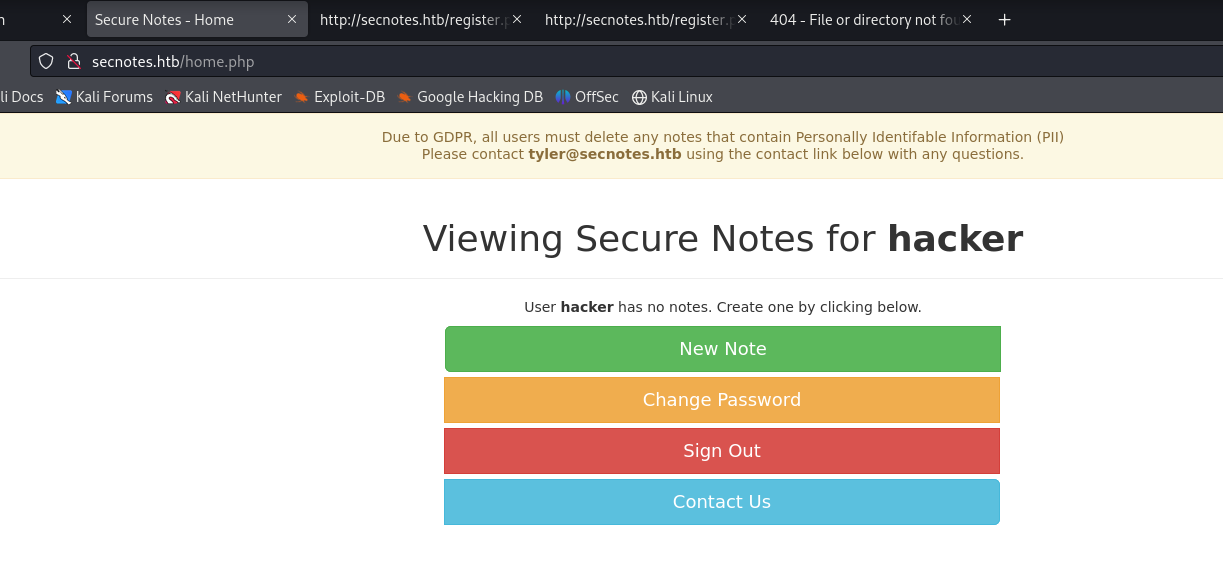 n
Secure Notes - Home
http://secnotes.htb/register.p
http://secnotes.htb/register.p
404 - File or directory not fou
secnotes.htb/home.php
li Docs
Kali Forums
Kali NetHunter
Exploit-DB
Google Hacking DB
OffSec
Kali Linux
Due to GDPR, all users must delete any notes that contain Personally Identifable Information (PII)
Please contact tyler@secnotes.htb using the contact link below with any questions.
Viewing Secure Notes for hacker
User hacker has no notes. Create one by clicking below.
New Note
Change Password
Sign Out
Contact Us